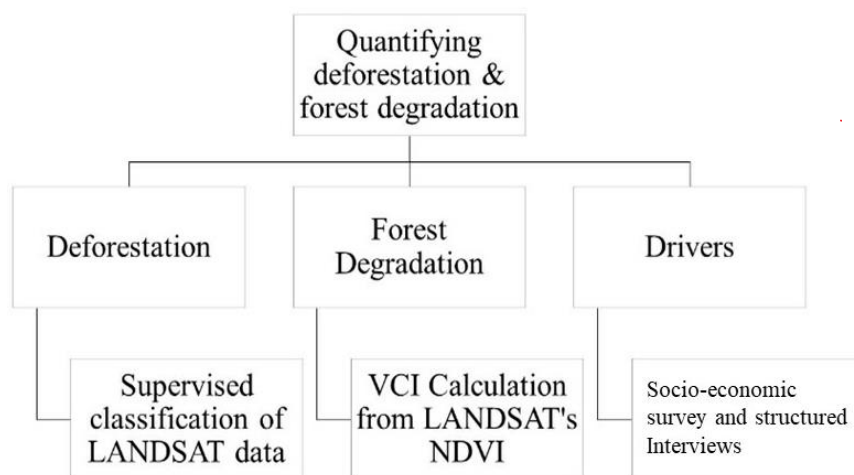 Quantifying
deforestation &
forest degradation
Deforestation
Forest
Degradation
Drivers
Supervised
classification of
LANDSAT data
VCI Calculation
from LANDSAT's
NDVI
Socio-economic
survey and structured
Interviews